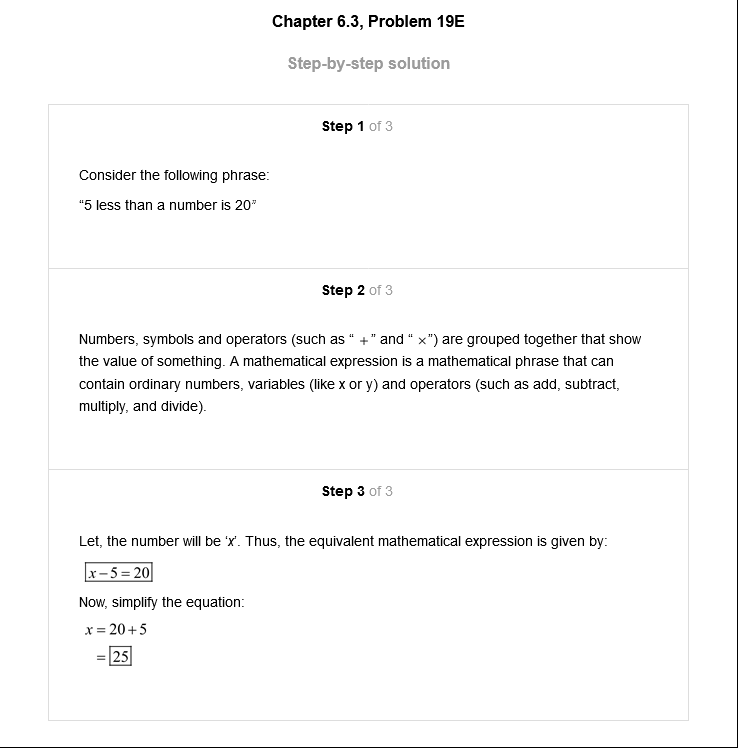 Chapter 6.3, Problem 19E
Step-by-step solution
Step 1 of 3
Consider the following phrase:
“5 less than a number is 20”
Step 2 of 3
Numbers, symbols and operators (such as “ +” and “ ×”) are grouped together that show
the value of something. A mathematical expression is a mathematical phrase that can
contain ordinary numbers, variables (like x or y) and operators (such as add, subtract,
multiply, and divide).
Step 3 of 3
Let, the number will be ‘x’. Thus, the equivalent mathematical expression is given by:
x – 5 = 20
Now, simplify the equation:
x = 20 + 5
= 25